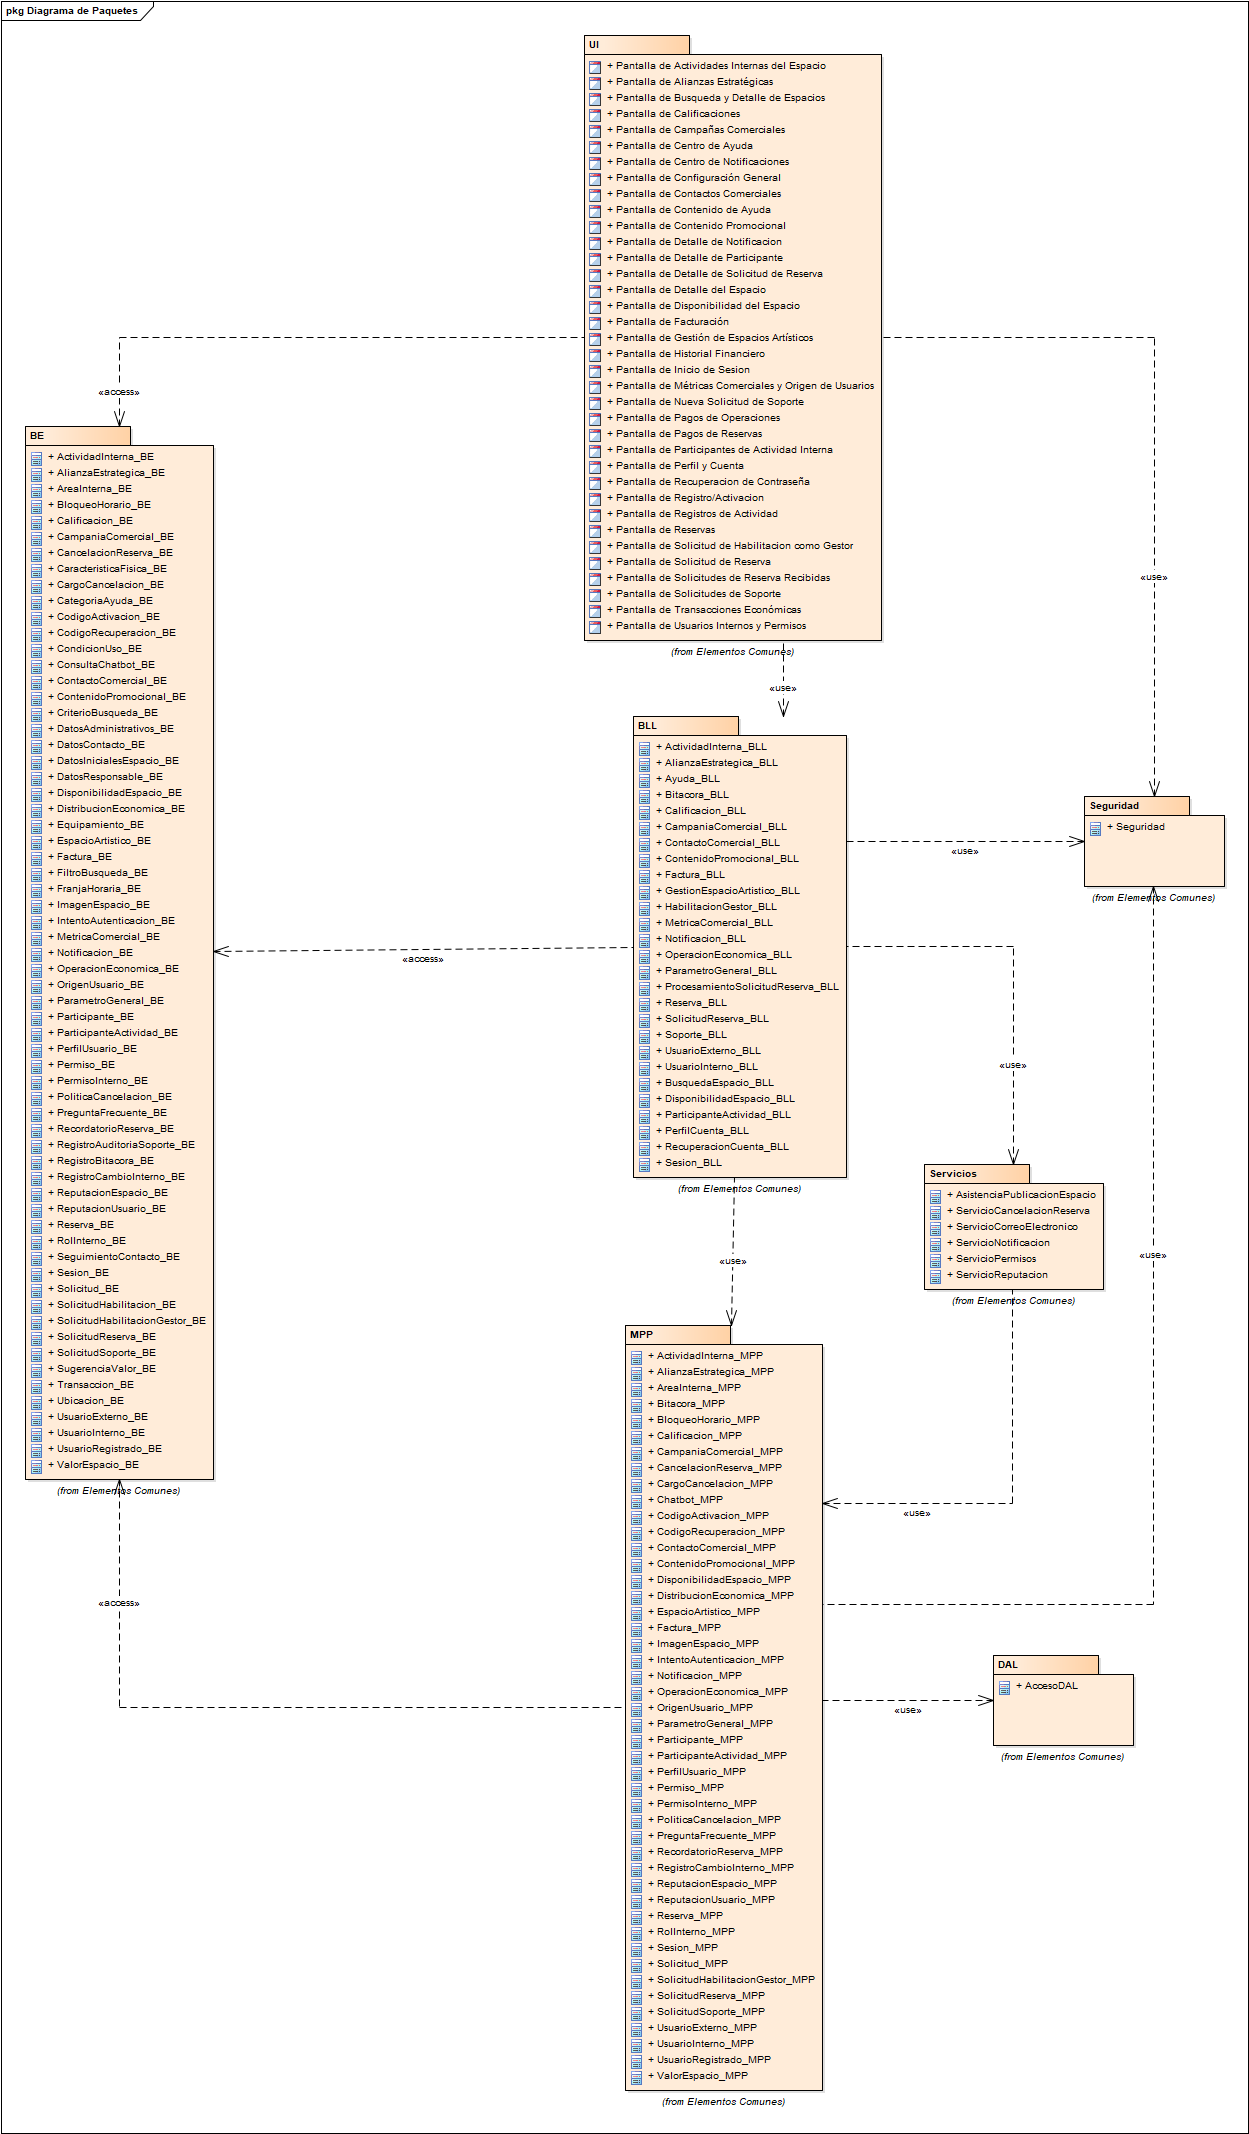 pkg Diagrama de Paquetes
UI
+ Pantalla de Actividades Internas del Espacio
+ Pantalla de Alianzas Estratégicas
+ Pantalla de Busqueda y Detalle de Espacios
+ Pantalla de Calificaciones
+ Pantalla de Campañas Comerciales
+ Pantalla de Centro de Ayuda
+ Pantalla de Centro de Notificaciones
+ Pantalla de Configuración General
+ Pantalla de Contactos Comerciales
+ Pantalla de Contenido de Ayuda
+ Pantalla de Contenido Promocional
+ Pantalla de Detalle de Notificacion
+ Pantalla de Detalle de Participante
+ Pantalla de Detalle de Solicitud de Reserva
+ Pantalla de Detalle del Espacio
+ Pantalla de Disponibilidad del Espacio
+ Pantalla de Facturación
+ Pantalla de Gestión de Espacios Artísticos
+ Pantalla de Historial Financiero
+ Pantalla de Inicio de Sesion
+ Pantalla de Métricas Comerciales y Origen de Usuarios
+ Pantalla de Nueva Solicitud de Soporte
+ Pantalla de Pagos de Operaciones
+ Pantalla de Pagos de Reservas
+ Pantalla de Participantes de Actividad Interna
+ Pantalla de Perfil y Cuenta
+ Pantalla de Recuperacion de Contraseña
+ Pantalla de Registro/Activacion
+ Pantalla de Registros de Actividad
+ Pantalla de Reservas
+ Pantalla de Solicitud de Habilitacion como Gestor
+ Pantalla de Solicitud de Reserva
+ Pantalla de Solicitudes de Reserva Recibidas
+ Pantalla de Solicitudes de Soporte
+ Pantalla de Transacciones Económicas
+ Pantalla de Usuarios Internos y Permisos
(from Elementos Comunes)
«access»
«use»
«use»
BE
+ ActividadInterna_BE
+ AlianzaEstrategica_BE
+ AreaInterna_BE
+ BloqueoHorario_BE
+ Calificacion_BE
+ CampaniaComercial_BE
+ CancelacionReserva_BE
+ CaracteristicaFisica_BE
+ CargoCancelacion_BE
+ CategoriaAyuda_BE
+ CodigoActivacion_BE
+ CodigoRecuperacion_BE
+ CondicionUso_BE
+ ConsultaChatbot_BE
+ ContactoComercial_BE
+ ContenidoPromocional_BE
+ CriterioBusqueda_BE
+ DatosAdministrativos_BE
+ DatosContacto_BE
+ DatosInicialesEspacio_BE
+ DatosResponsable_BE
+ DisponibilidadEspacio_BE
+ DistribucionEconomica_BE
+ Equipamiento_BE
+ EspacioArtistico_BE
+ Factura_BE
+ FiltroBusqueda_BE
+ FranjaHoraria_BE
+ ImagenEspacio_BE
+ IntentoAutenticacion_BE
+ MetricaComercial_BE
+ Notificacion_BE
+ OperacionEconomica_BE
+ OrigenUsuario_BE
+ ParametroGeneral_BE
+ Participante_BE
+ ParticipanteActividad_BE
+ PerfilUsuario_BE
+ Permiso_BE
+ PermisoInterno_BE
+ PoliticaCancelacion_BE
+ PreguntaFrecuente_BE
+ RecordatorioReserva_BE
+ RegistroAuditoriaSoporte_BE
+ RegistroBitacora_BE
+ RegistroCambioInterno_BE
+ ReputacionEspacio_BE
+ ReputacionUsuario_BE
+ Reserva_BE
+ RolInterno_BE
+ SeguimientoContacto_BE
+ Sesion_BE
+ Solicitud_BE
+ SolicitudHabilitacion_BE
+ SolicitudHabilitacionGestor_BE
+ SolicitudReserva_BE
+ SolicitudSoporte_BE
+ SugerenciaValor_BE
+ Transaccion_BE
+ Ubicacion_BE
+ UsuarioExterno_BE
+ UsuarioInterno_BE
+ UsuarioRegistrado_BE
+ ValorEspacio_BE
(from Elementos Comunes)
BLL
+ ActividadInterna_BLL
+ AlianzaEstrategica_BLL
+ Ayuda_BLL
+ Bitacora_BLL
+ Calificacion_BLL
+ CampaniaComercial_BLL
+ ContactoComercial_BLL
+ ContenidoPromocional_BLL
+ Factura_BLL
+ GestionEspacioArtistico_BLL
+ HabilitacionGestor_BLL
+ MetricaComercial_BLL
+ Notificacion_BLL
+ OperacionEconomica_BLL
+ ParametroGeneral_BLL
+ ProcesamientoSolicitudReserva_BLL
+ Reserva_BLL
+ SolicitudReserva_BLL
+ Soporte_BLL
+ UsuarioExterno_BLL
+ UsuarioInterno_BLL
+ BusquedaEspacio_BLL
+ DisponibilidadEspacio_BLL
+ ParticipanteActividad_BLL
+ PerfilCuenta_BLL
+ RecuperacionCuenta_BLL
+ Sesion_BLL
(from Elementos Comunes)
«access»
«use»
«use»
«use»
Seguridad
+ Seguridad
(from Elementos Comunes)
Servicios
+ AsistenciaPublicacionEspacio
+ ServicioCancelacionReserva
+ ServicioCorreoElectronico
+ ServicioNotificacion
+ ServicioPermisos
+ ServicioReputacion
(from Elementos Comunes)
«use»
«use»
MPP
+ ActividadInterna_MPP
+ AlianzaEstrategica_MPP
+ AreaInterna_MPP
+ Bitacora_MPP
+ BloqueoHorario_MPP
+ Calificacion_MPP
+ CampaniaComercial_MPP
+ CancelacionReserva_MPP
+ CargoCancelacion_MPP
+ Chatbot_MPP
+ CodigoActivacion_MPP
+ CodigoRecuperacion_MPP
+ ContactoComercial_MPP
+ ContenidoPromocional_MPP
+ DisponibilidadEspacio_MPP
+ DistribucionEconomica_MPP
+ EspacioArtistico_MPP
+ Factura_MPP
+ ImagenEspacio_MPP
+ IntentoAutenticacion_MPP
+ Notificacion_MPP
+ OperacionEconomica_MPP
+ OrigenUsuario_MPP
+ ParametroGeneral_MPP
+ Participante_MPP
+ ParticipanteActividad_MPP
+ PerfilUsuario_MPP
+ Permiso_MPP
+ PermisoInterno_MPP
+ PoliticaCancelacion_MPP
+ PreguntaFrecuente_MPP
+ RecordatorioReserva_MPP
+ RegistroCambioInterno_MPP
+ ReputacionEspacio_MPP
+ ReputacionUsuario_MPP
+ Reserva_MPP
+ RolInterno_MPP
+ Sesion_MPP
+ Solicitud_MPP
+ SolicitudHabilitacionGestor_MPP
+ SolicitudReserva_MPP
+ SolicitudSoporte_MPP
+ UsuarioExterno_MPP
+ UsuarioInterno_MPP
+ UsuarioRegistrado_MPP
+ ValorEspacio_MPP
(from Elementos Comunes)
«access»
«use»
DAL
+ AccesoDAL
(from Elementos Comunes)